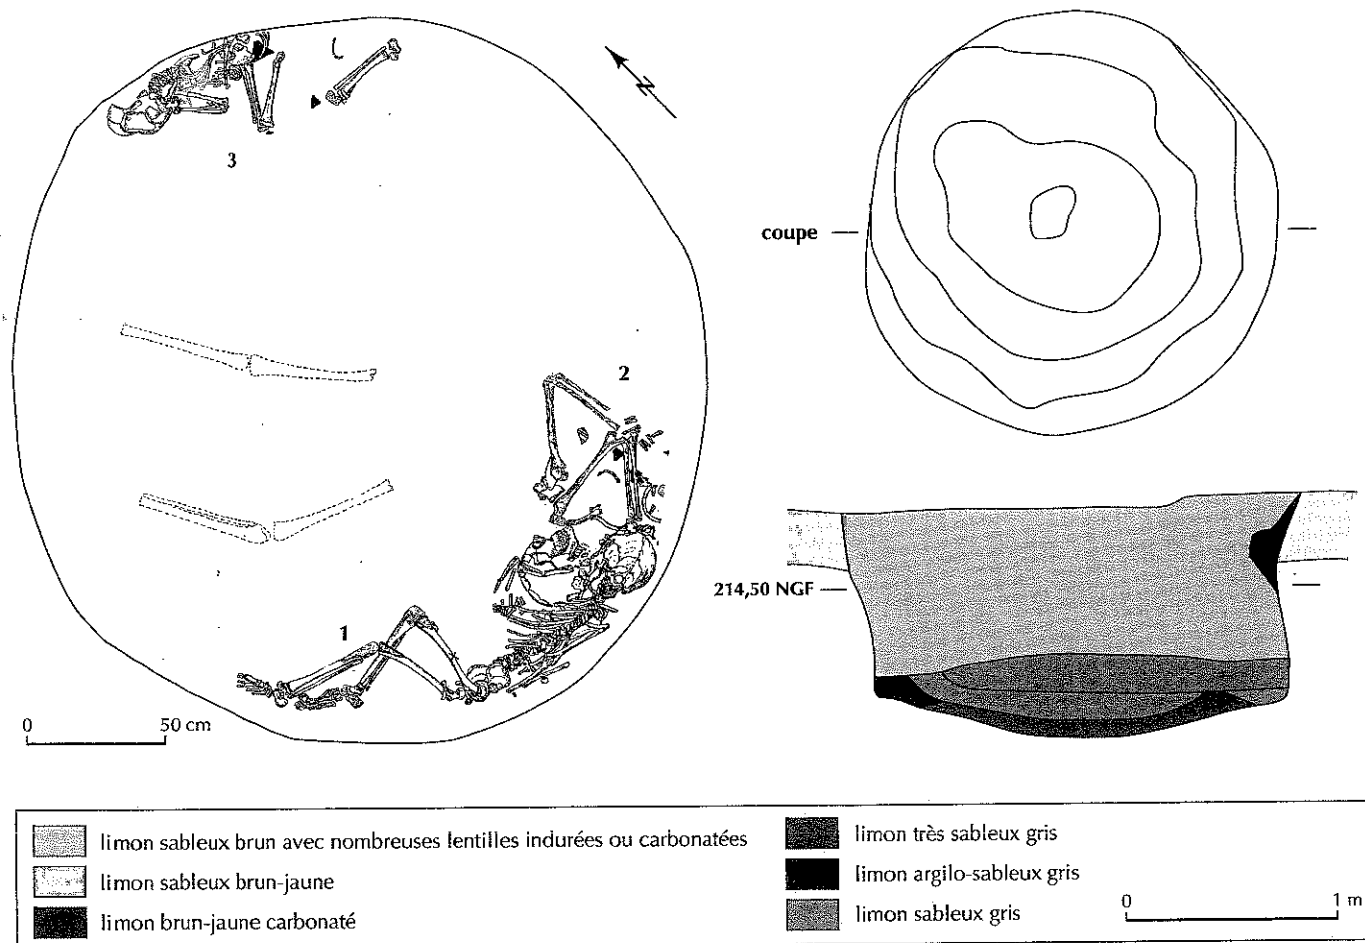 3
N
coupe
2
1
0 50 cm
214,50 NGF
limon sableux brun avec nombreuses lentilles indurées ou carbonatées
limon sableux brun-jaune
limon brun-jaune carbonaté
limon très sableux gris
limon argilo-sableux gris
limon sableux gris
0 1 m